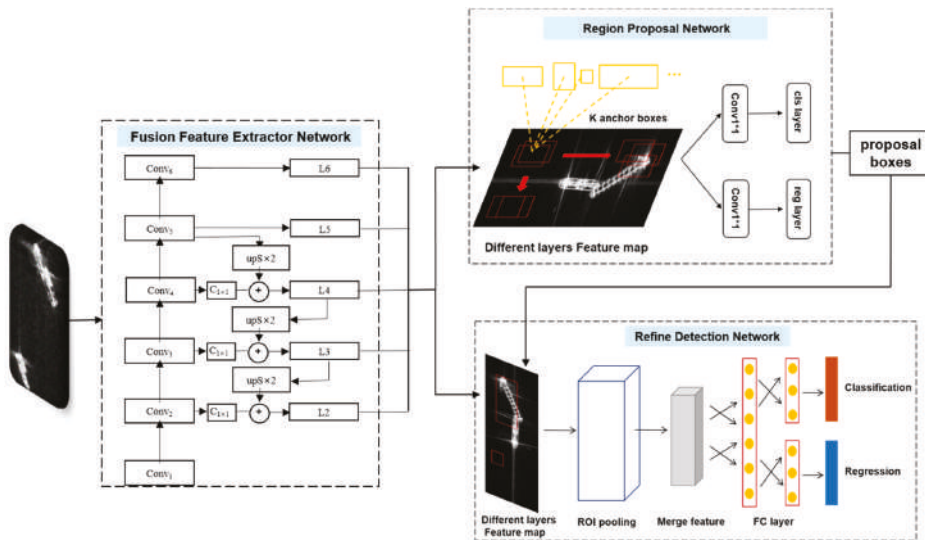 Fusion Feature Extractor Network
Conv6
L6
Conv5
L5
upS×2
Conv4
C1×1
+
L4
upS×2
Conv3
C1×1
+
L3
upS×2
Conv2
C1×1
+
L2
Conv1
Region Proposal Network
...
K anchor boxes
Conv1*1
cls layer
Conv1*1
reg layer
Different layers Feature map
proposal
boxes
Refine Detection Network
Classification
Regression
Different layers
Feature map
ROI pooling
Merge feature
FC layer